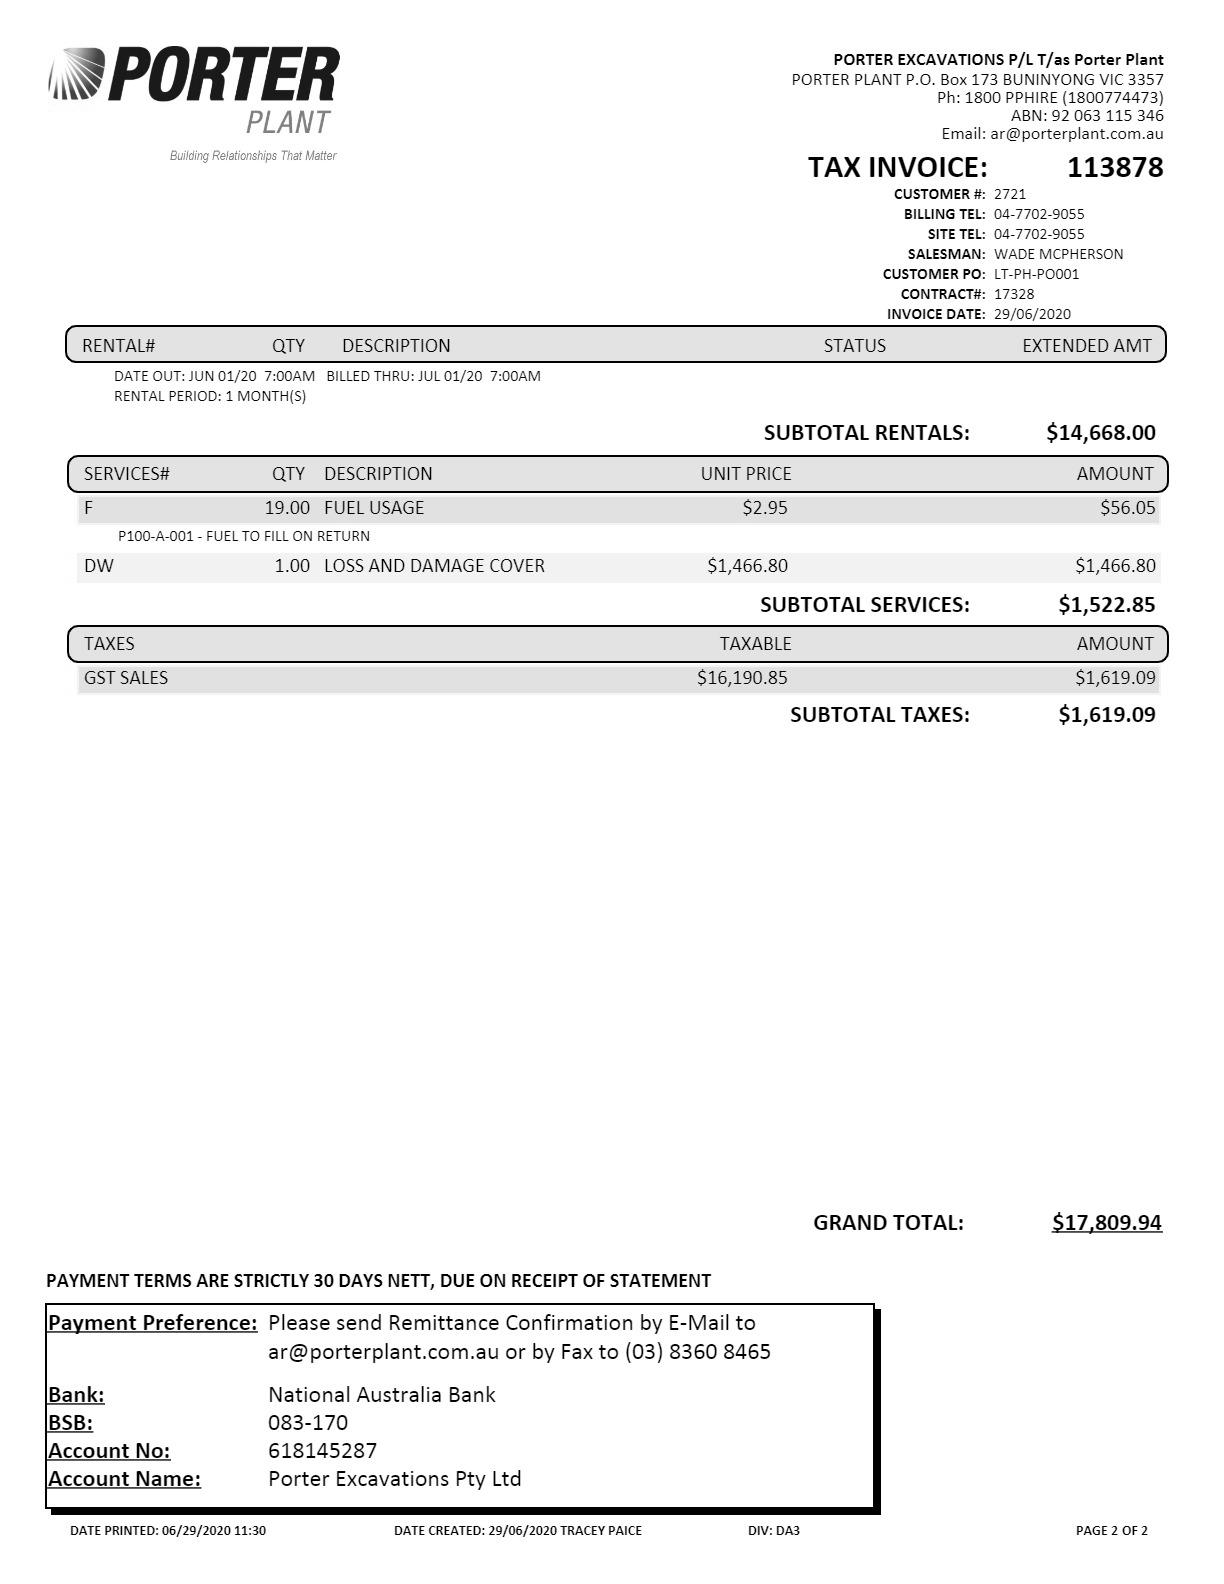 PORTER
PLANT
Building Relationships That Matter
PORTER EXCAVATIONS P/L T/as Porter Plant
PORTER PLANT P.O. Box 173 BUNINYONG VIC 3357
Ph: 1800 PPHIRE (1800774473)
ABN: 92 063 115 346
Email: ar@porterplant.com.au
TAX INVOICE: 113878
CUSTOMER #: 2721
BILLING TEL: 04-7702-9055
SITE TEL: 04-7702-9055
SALESMAN: WADE MCPHERSON
CUSTOMER PO: LT-PH-PO001
CONTRACT#: 17328
INVOICE DATE: 29/06/2020
RENTAL# QTY DESCRIPTION STATUS EXTENDED AMT
DATE OUT: JUN 01/20 7:00AM BILLED THRU: JUL 01/20 7:00AM
RENTAL PERIOD: 1 MONTH(S)
SUBTOTAL RENTALS: $14,668.00
SERVICES# QTY DESCRIPTION UNIT PRICE AMOUNT
F 19.00 FUEL USAGE $2.95 $56.05
P100-A-001 - FUEL TO FILL ON RETURN
DW 1.00 LOSS AND DAMAGE COVER $1,466.80 $1,466.80
SUBTOTAL SERVICES: $1,522.85
TAXES TAXABLE AMOUNT
GST SALES $16,190.85 $1,619.09
SUBTOTAL TAXES: $1,619.09
GRAND TOTAL: $17,809.94
PAYMENT TERMS ARE STRICTLY 30 DAYS NETT, DUE ON RECEIPT OF STATEMENT
Payment Preference: Please send Remittance Confirmation by E-Mail to
ar@porterplant.com.au or by Fax to (03) 8360 8465
Bank: National Australia Bank
BSB: 083-170
Account No: 618145287
Account Name: Porter Excavations Pty Ltd
DATE PRINTED: 06/29/2020 11:30 DATE CREATED: 29/06/2020 TRACEY PAICE DIV: DA3 PAGE 2 OF 2